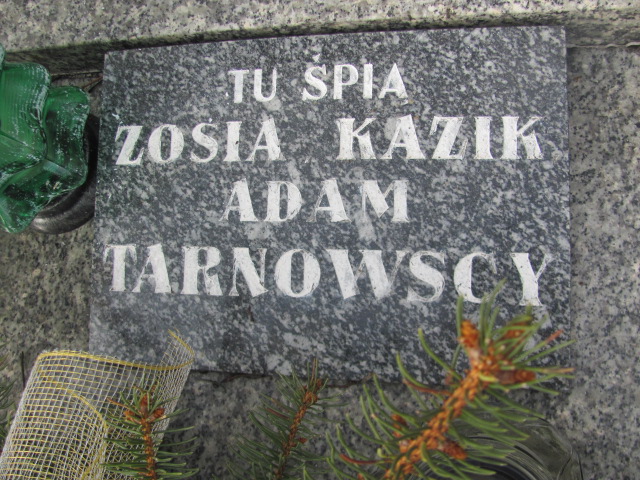 TU ŚPIA
ZOSIA KAZIK
ADAM
TARNOWSCY